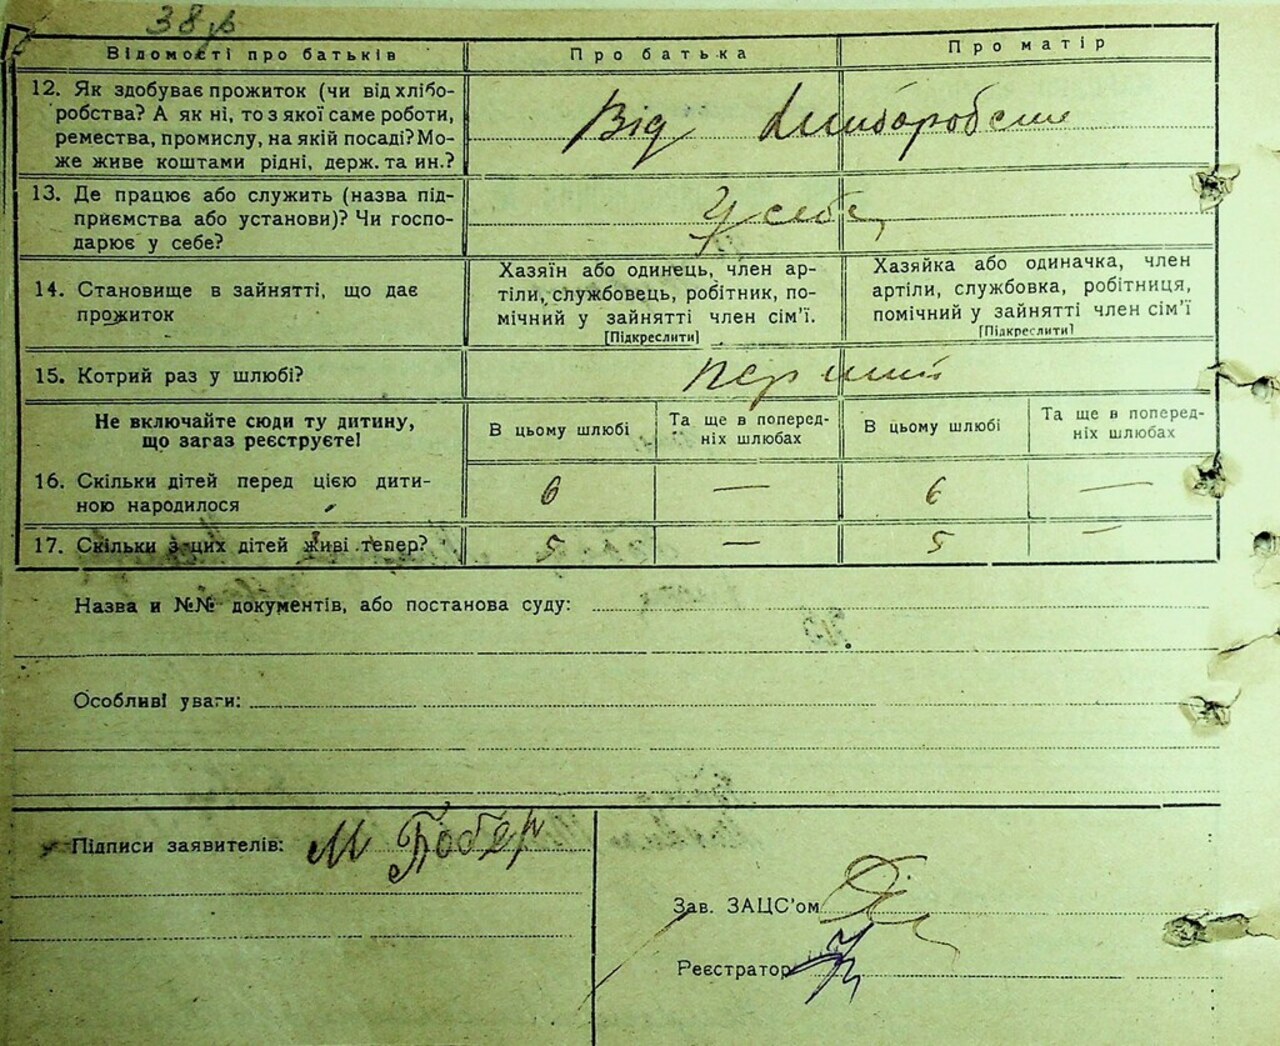 38
Відомості про батьків Про батька Про матір
12. Як здобуває прожиток (чи від хлібо-
робства? А як ні, то з якої саме роботи,
ремества, промислу, на якій посаді? Мо-
же живе коштами рідні, держ. та ин.?
Від
13. Де працює або служить (назва під-
приємства або установи)? Чи госпо-
дарює у себе?
У себе
14. Становище в зайнятті, що дає
прожиток
Хазяїн або одинець, член ар-
тіли, службовець, робітник, по-
мічний у зайнятті член сім’ї.
[Підкреслити]
Хазяйка або одиначка, член
артіли, службовка, робітниця,
помічний у зайнятті член сім’ї
[Підкреслити]
15. Котрий раз у шлюбі?
перший
Не включайте сюди ту дитину,
що загаз реєструєте!
В цьому шлюбі
Та ще в поперед-
ніх шлюбах
В цьому шлюбі
Та ще в поперед-
ніх шлюбах
16. Скільки дітей перед цією дити-
ною народилося
6 — 6 —
17. Скільки з цих дітей живі тепер?
5 — 5 —
Назва и №№ документів, або постанова суду:
Особливі уваги:
Підписи заявителів: М Бобер
Зав. ЗАЦС’ом
Реєстратор